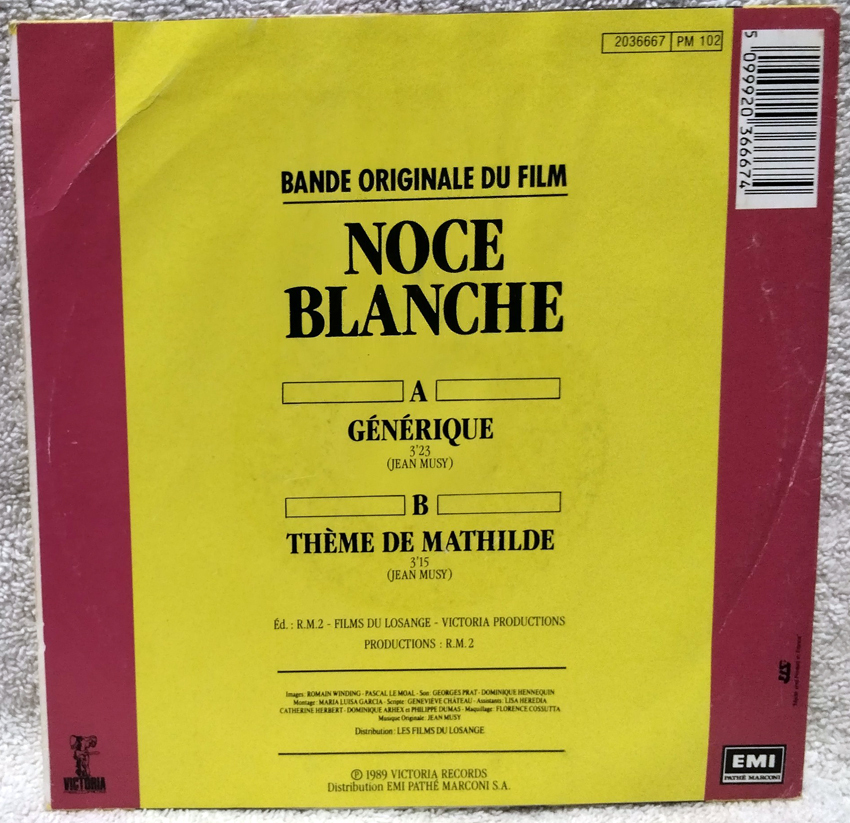 2036667 PM 102
5 099920 366674
BANDE ORIGINALE DU FILM
NOCE
BLANCHE
A
GÉNÉRIQUE
3'23
(JEAN MUSY)
B
THÈME DE MATHILDE
3'15
(JEAN MUSY)
Éd. : R.M.2 - FILMS DU LOSANGE - VICTORIA PRODUCTIONS
PRODUCTIONS : R.M. 2
Images: ROMAIN WINDING - PASCAL LE MOAL - Son: GEORGES PRAT - DOMINIQUE HENNEQUIN
Montage : MARIA LUISA GARCIA - Scripte: GENEVIEVE CHATEAU - Assistants: LISA HEREDIA
CATHERINE HERBERT - DOMINIQUE ARHEX et PHILIPPE DUMAS - Maquillage: FLORENCE COSSUTTA
Musique Originale: JEAN MUSY
Distribution: LES FILMS DU LOSANGE
℗ 1989 VICTORIA RECORDS
Distribution EMI PATHÉ MARCONI S.A.
VICTORIA
EMI
PATHÉ MARCONI